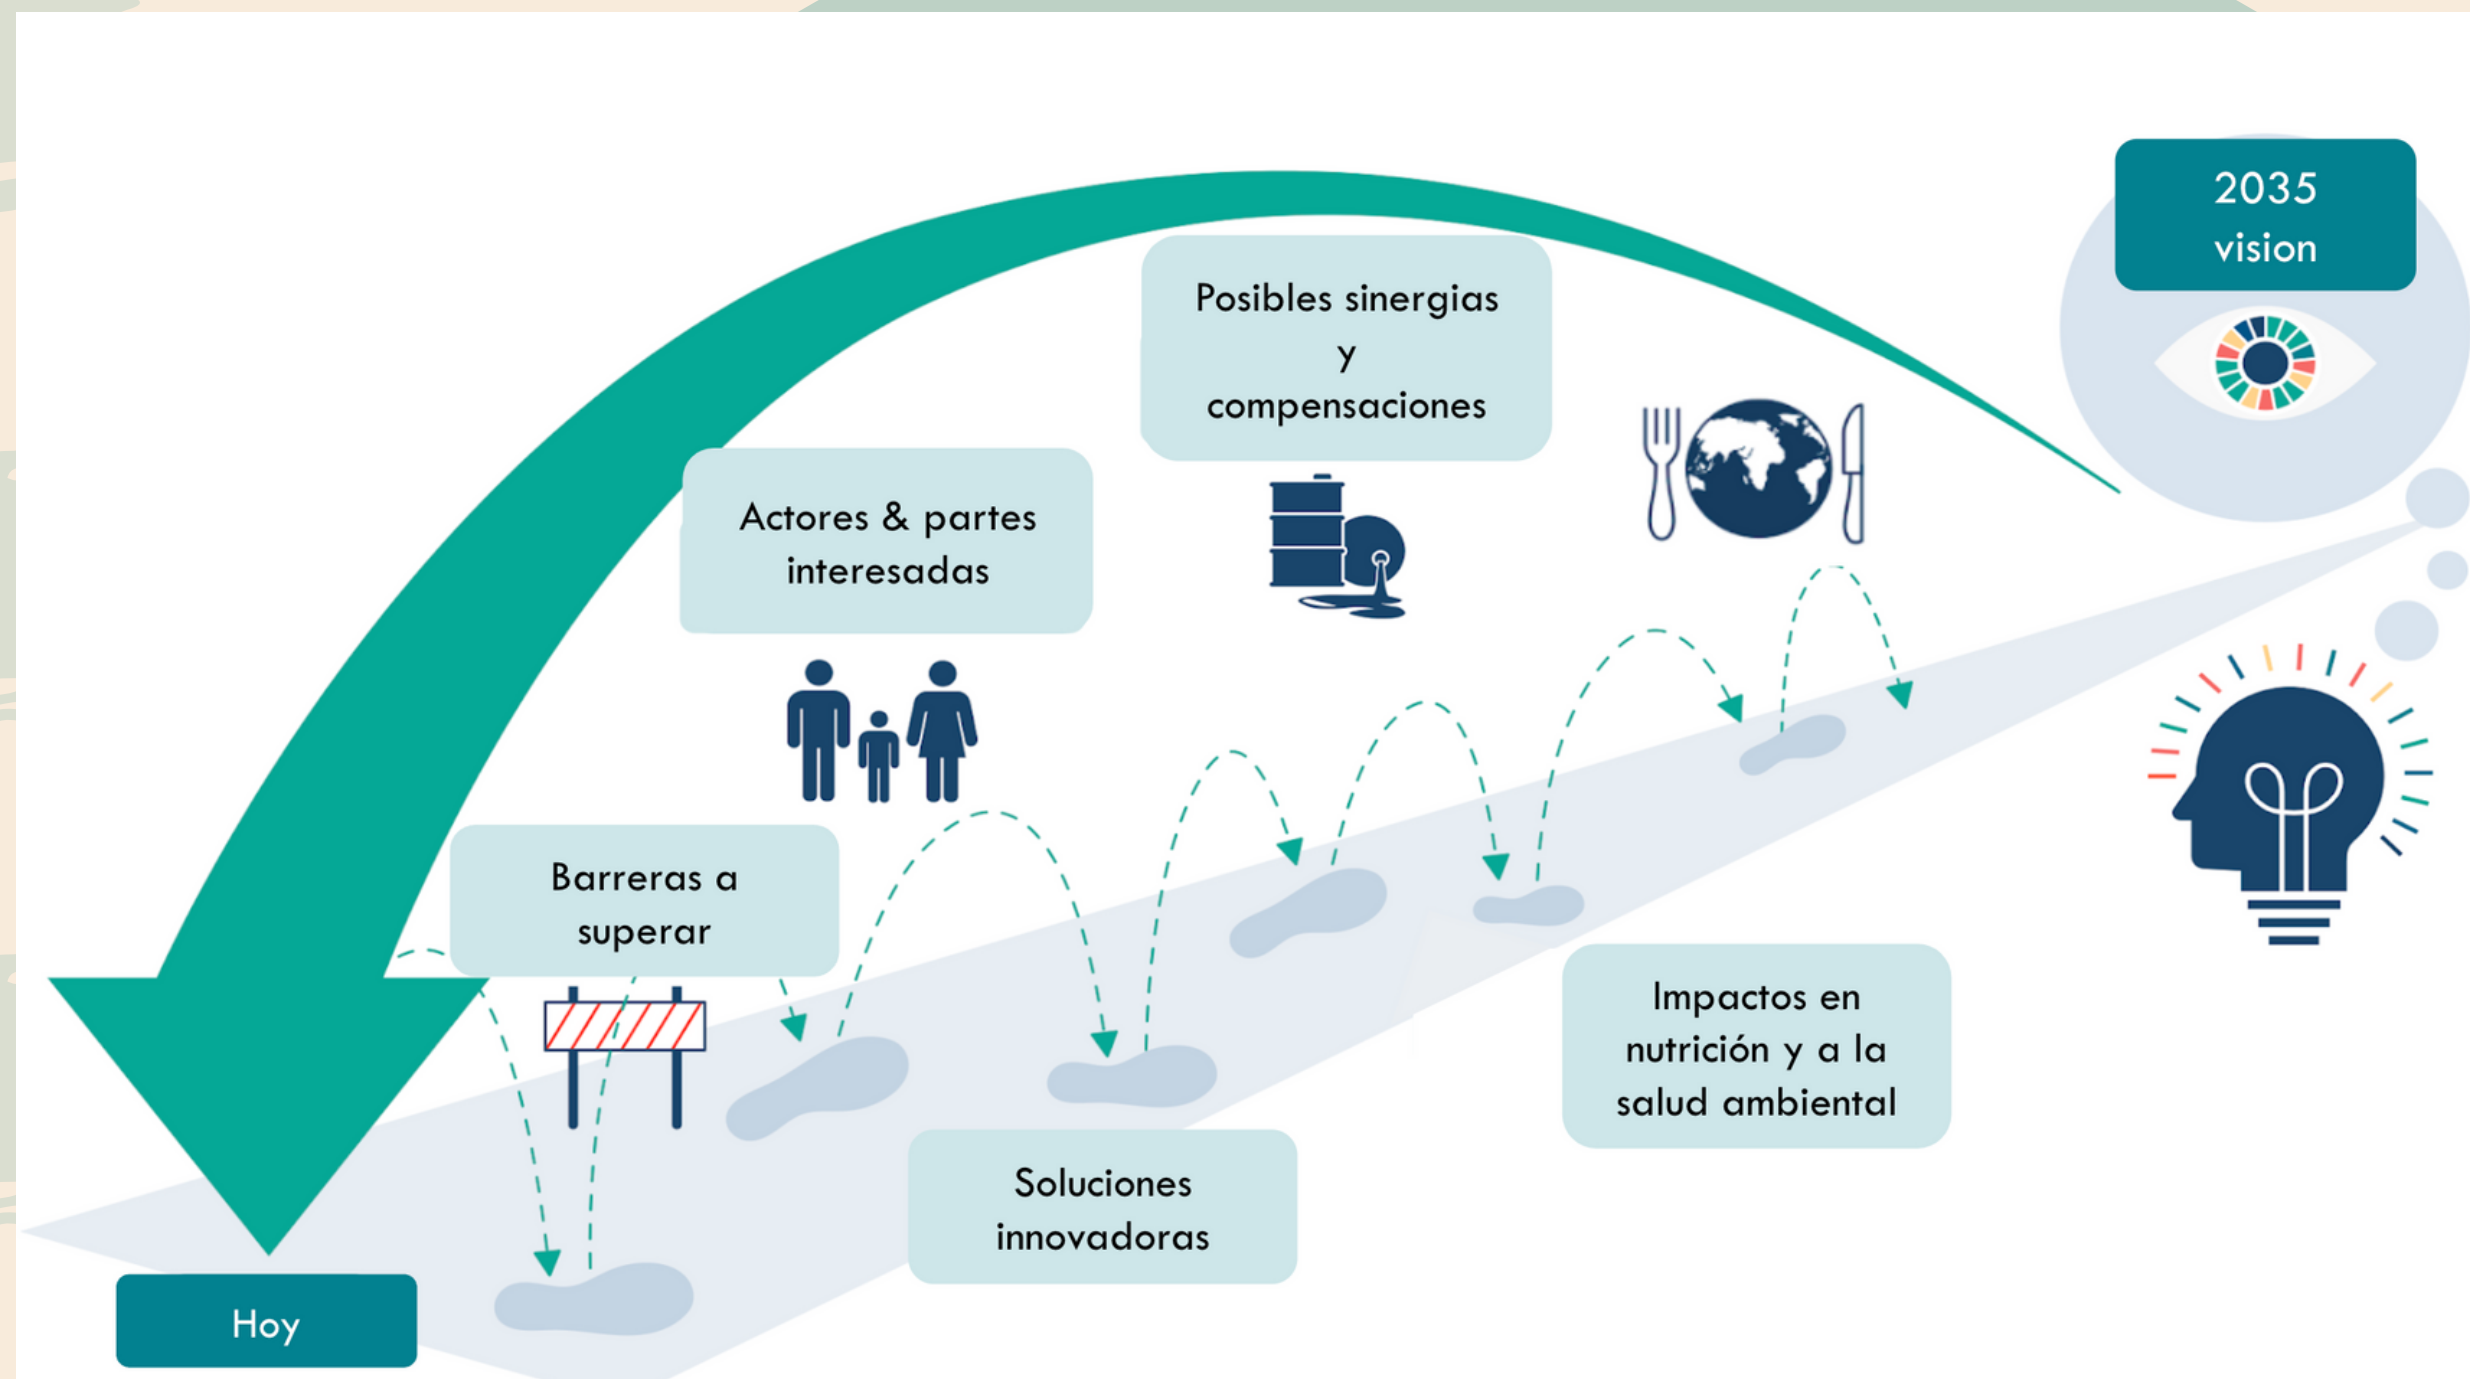 2035
vision
Posibles sinergias
y
compensaciones
Actores & partes
interesadas
Barreras a
superar
Impactos en
nutrición y a la
salud ambiental
Soluciones
innovadoras
Hoy